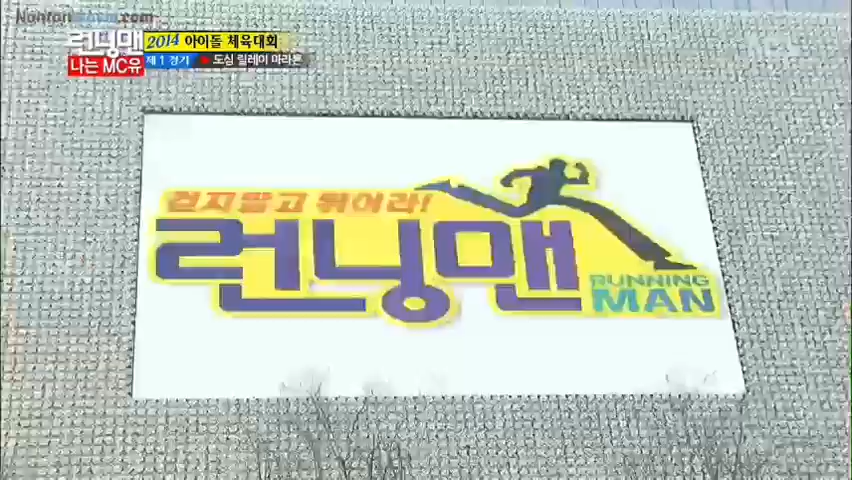 런닝맨
나는 MC유
2014 아이돌 체육대회
제1경기 도심 릴레이 마라톤
걷지말고 뛰어라!
런닝맨
RUNNING
MAN